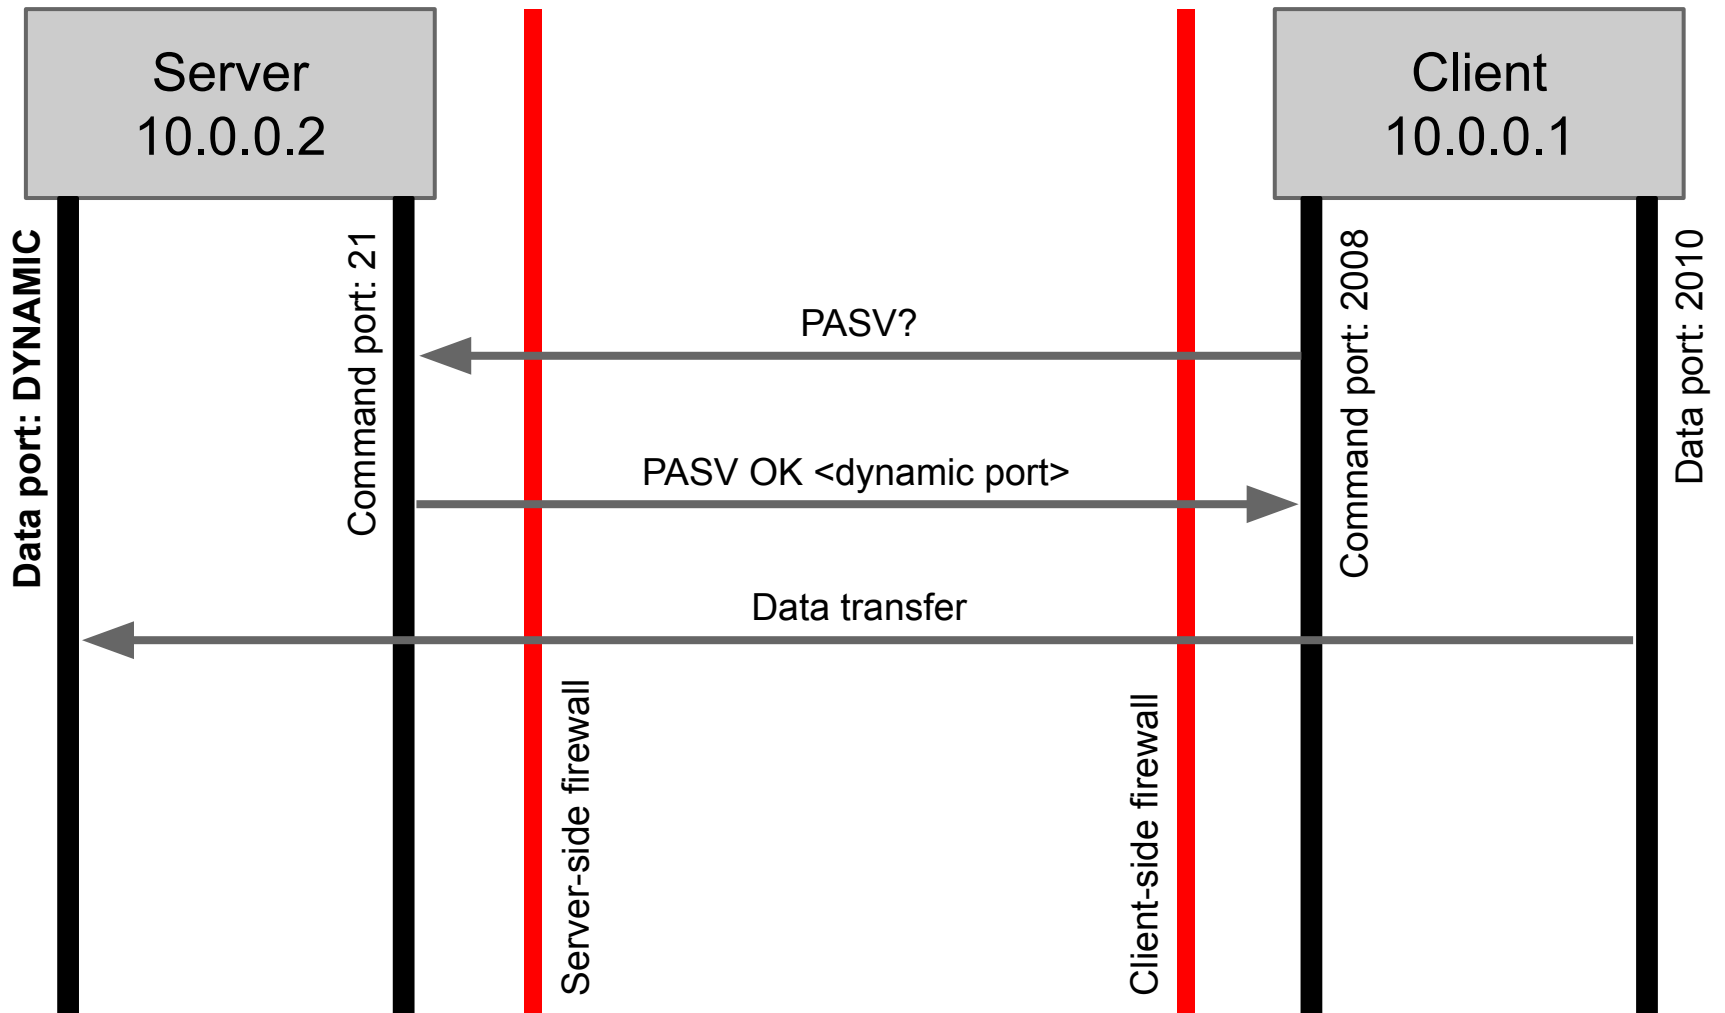 Server
10.0.0.2
Client
10.0.0.1
Data port: DYNAMIC
Command port: 21
Command port: 2008
Data port: 2010
PASV?
PASV OK <dynamic port>
Data transfer
Server-side firewall
Client-side firewall